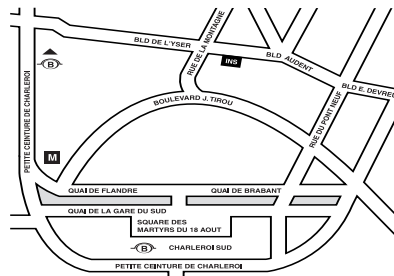 BLD DE L'YSER
RUE DE LA MONTAGNE
INS
BLD AUDENT
BLD E. DEVREU
B
PETITE CEINTURE DE CHARLEROI
BOULEVARD J. TIROU
RUE DU PONT NEUF
M
QUAI DE FLANDRE
QUAI DE BRABANT
QUAI DE LA GARE DU SUD
SQUARE DES
MARTYRS DU 18 AOUT
B
CHARLEROI SUD
PETITE CEINTURE DE CHARLEROI